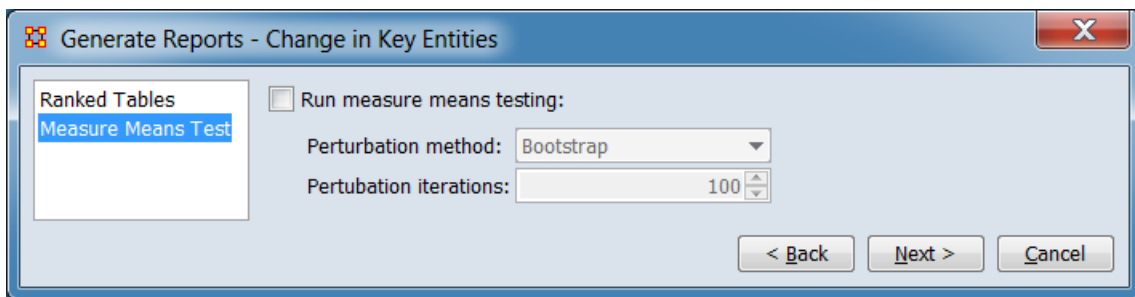 Generate Reports - Change in Key Entities
X
Ranked Tables
Measure Means Test
Run measure means testing:
Perturbation method: Bootstrap
Pertubation iterations: 100
< Back Next > Cancel